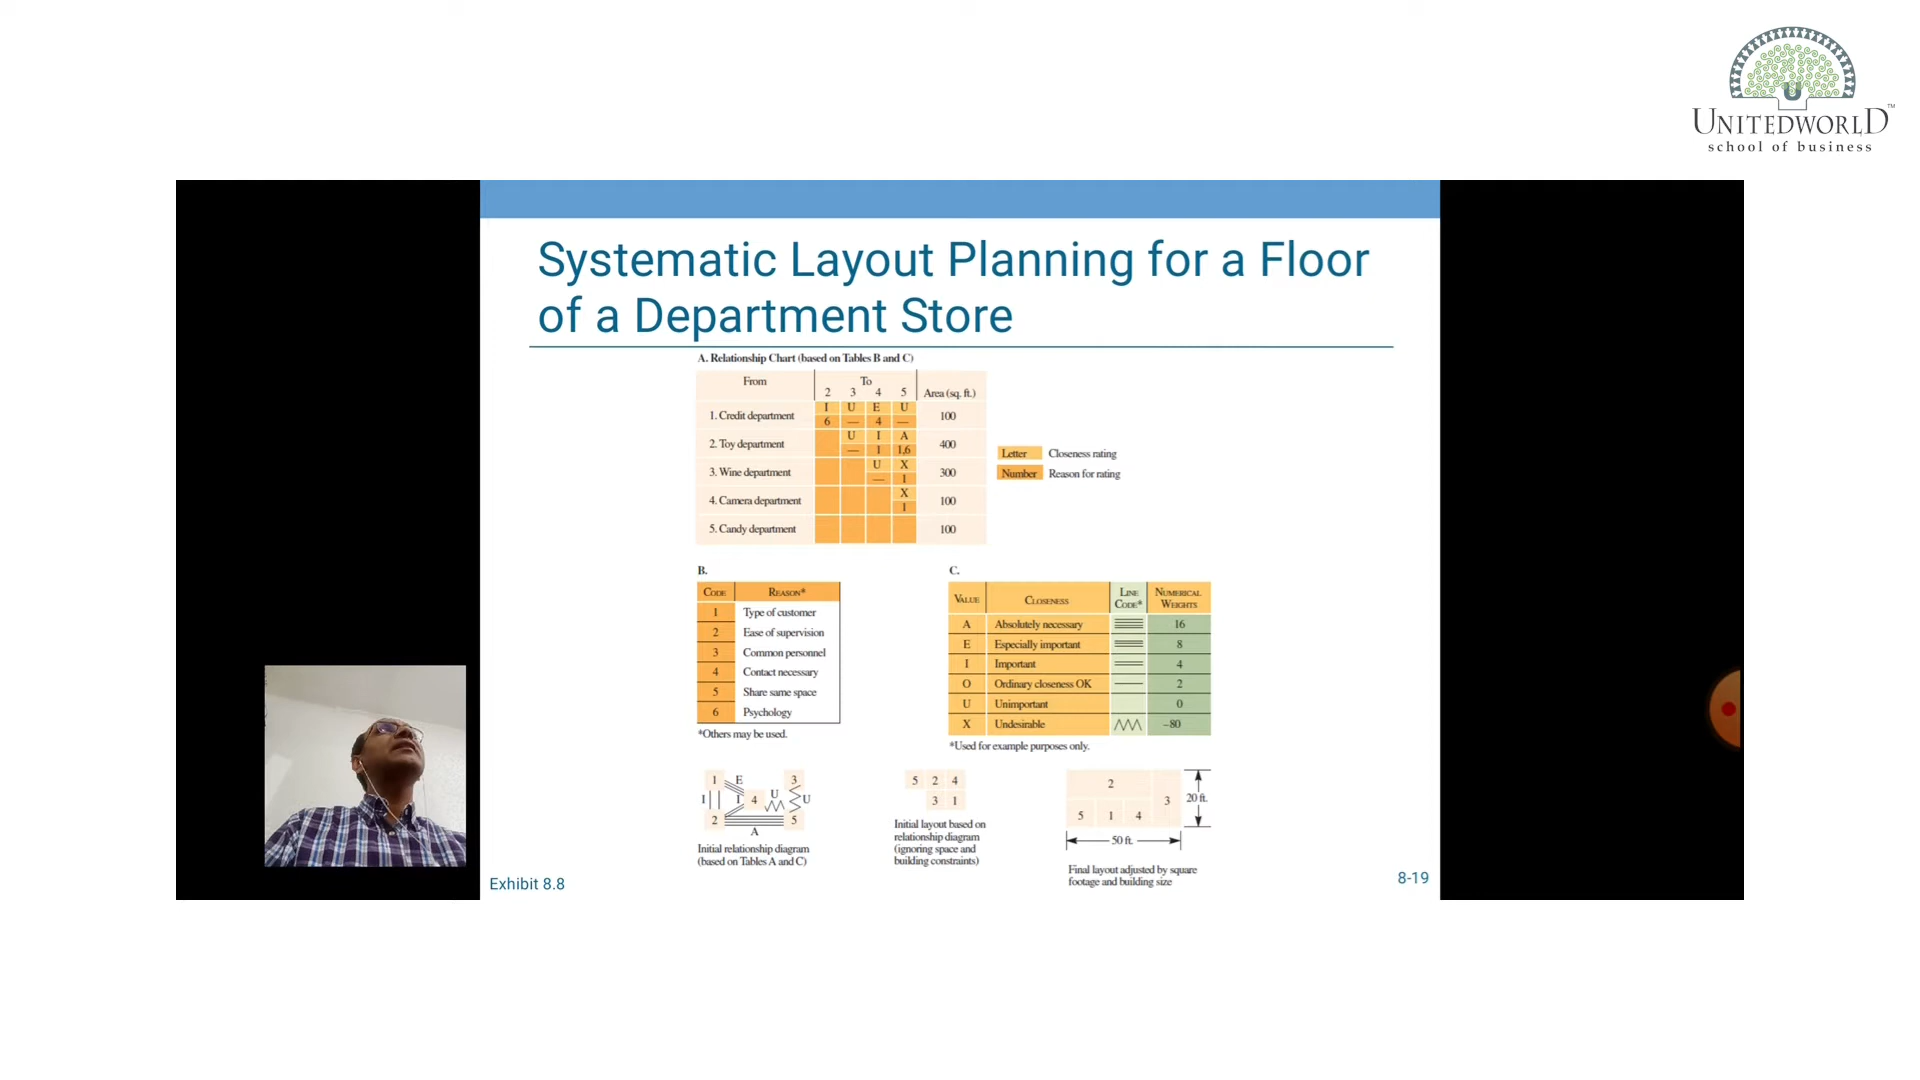 UNITEDWORLD™
school of business
Systematic Layout Planning for a Floor
of a Department Store
A. Relationship Chart (based on Tables B and C)
From To
2 3 4 5 Area (sq. ft.)
I U E U
1. Credit department 100
6 — 4 —
U I A
2. Toy department 400
— 1 1,6
U X
3. Wine department 300
— 1
X
4. Camera department 100
1
5. Candy department 100
Letter Closeness rating
Number Reason for rating
B.
CODE REASON*
1 Type of customer
2 Ease of supervision
3 Common personnel
4 Contact necessary
5 Share same space
6 Psychology
*Others may be used.
C.
VALUE CLOSENESS LINE CODE* NUMERICAL WEIGHTS
A Absolutely necessary 16
E Especially important 8
I Important 4
O Ordinary closeness OK 2
U Unimportant 0
X Undesirable –80
*Used for example purposes only.
1 E 3
I I 4 U U
2 5
A
Initial relationship diagram
(based on Tables A and C)
5 2 4
3 1
Initial layout based on
relationship diagram
(ignoring space and
building constraints)
2
3 20 ft.
5 1 4
50 ft.
Final layout adjusted by square
footage and building size
Exhibit 8.8
8-19